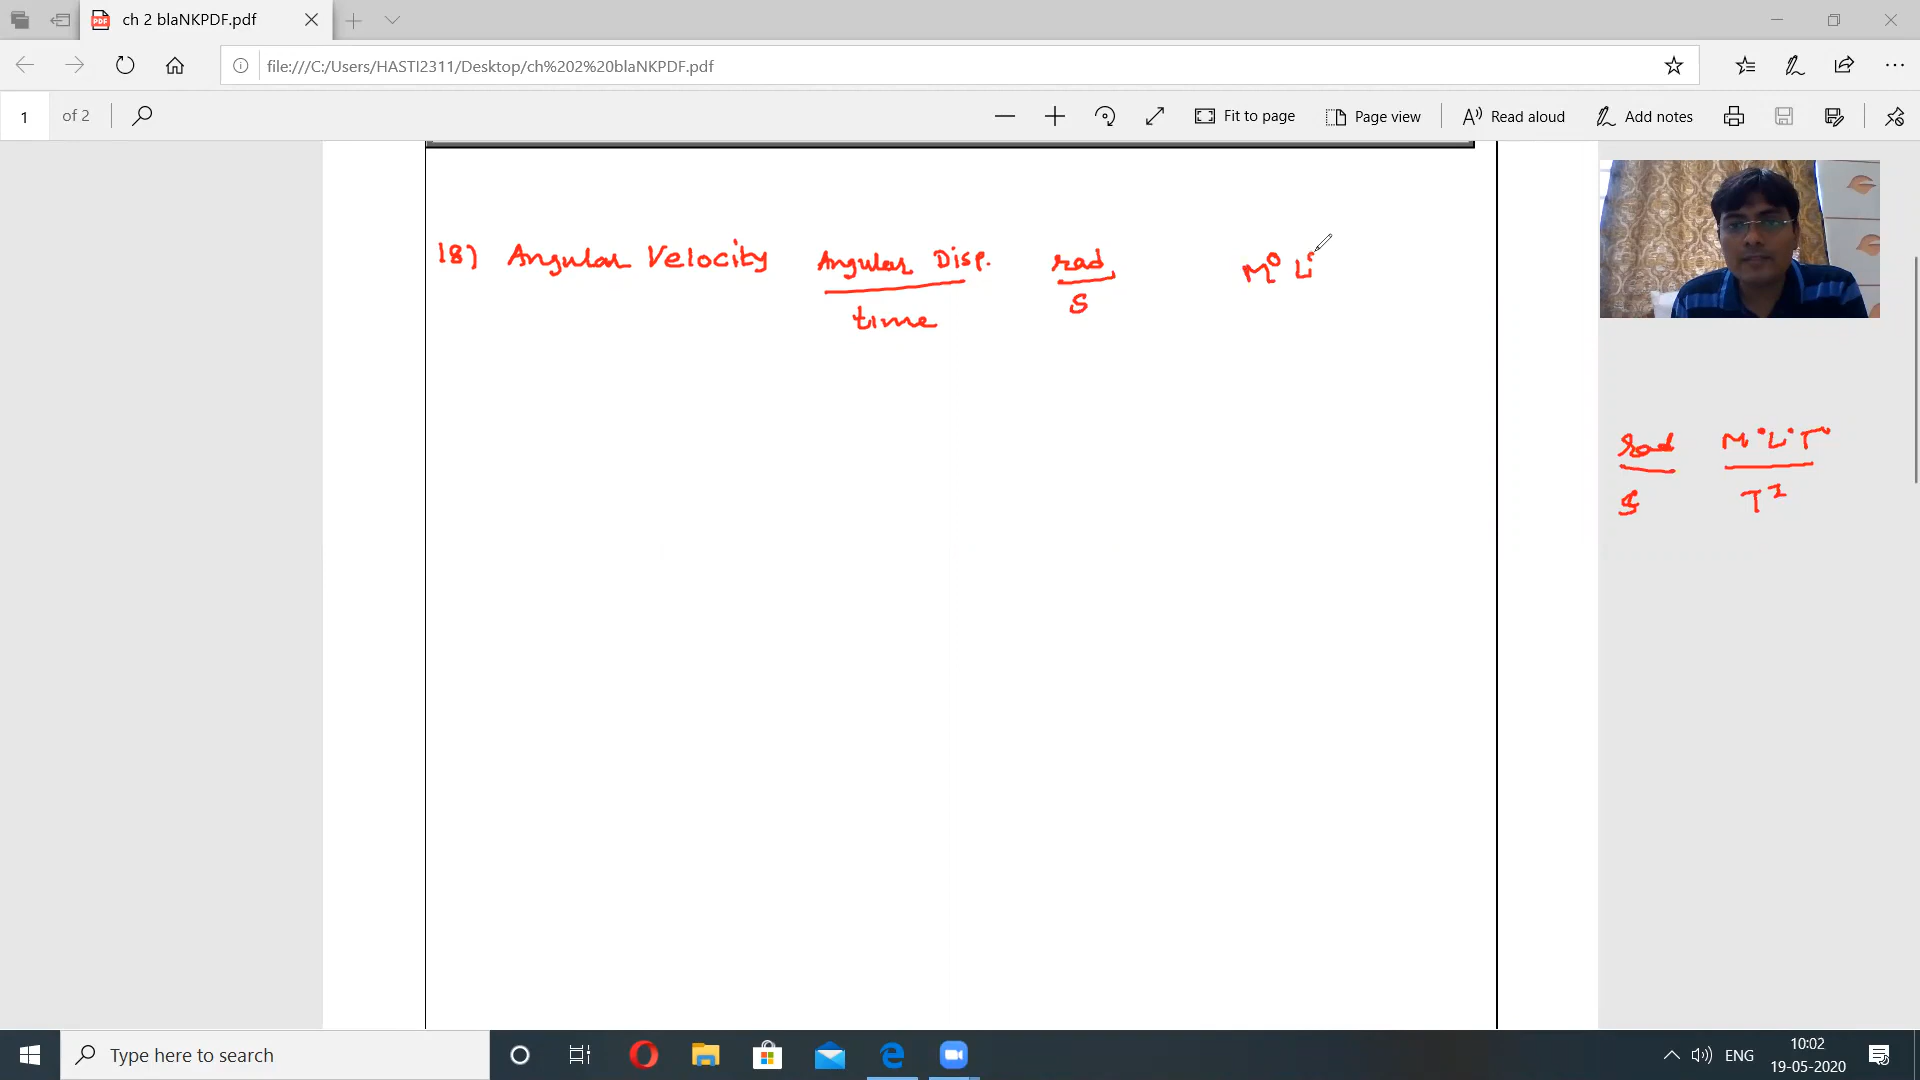 ch 2 blaNKPDF.pdf
file:///C:/Users/HASTI2311/Desktop/ch%202%20blaNKPDF.pdf
1 of 2 Fit to page Page view Read aloud Add notes
18) Angular Velocity Angular Disp. rad M⁰ L
time s
rad M⁰L⁰T⁰
s T¹
Type here to search
ENG
10:02
19-05-2020